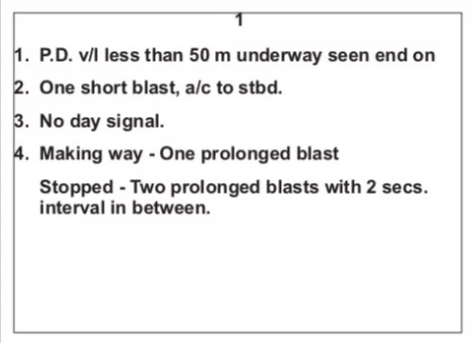 1
1. P.D. v/l less than 50 m underway seen end on
2. One short blast, a/c to stbd.
3. No day signal.
4. Making way - One prolonged blast
Stopped - Two prolonged blasts with 2 secs.
interval in between.